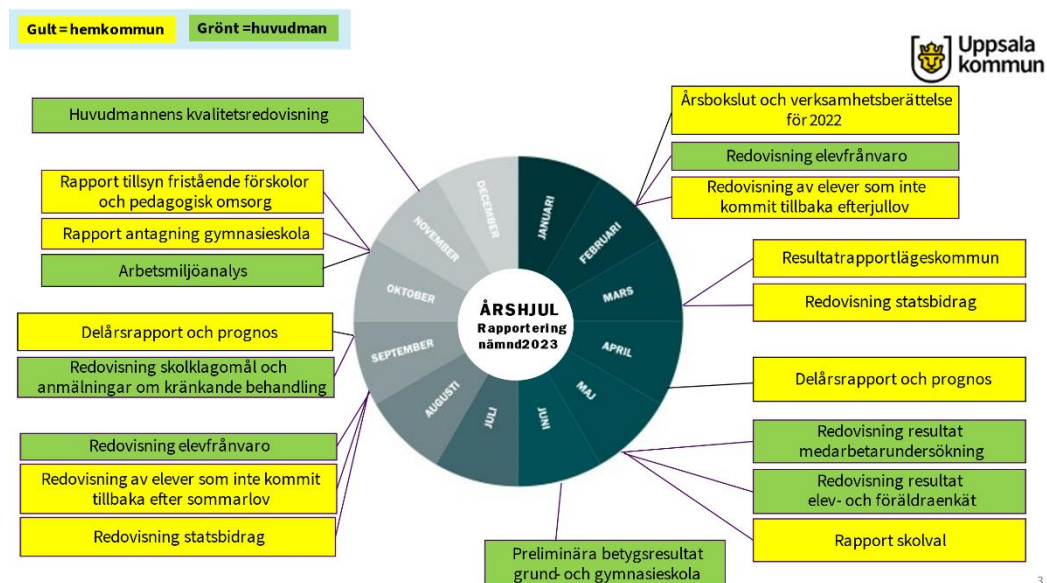 Gult = hemkommun
Grönt =huvudman
Uppsala
kommun
Huvudmannens kvalitetsredovisning
Rapport tillsyn fristående förskolor
och pedagogisk omsorg
Rapport antagning gymnasieskola
Arbetsmiljöanalys
Delårsrapport och prognos
Redovisning skolklagomål och
anmälningar om kränkande behandling
Redovisning elevfrånvaro
Redovisning av elever som inte kommit
tillbaka efter sommarlov
Redovisning statsbidrag
ÅRSHJUL
Rapportering
nämnd2023
JANUARI
FEBRUARI
MARS
APRIL
MAJ
JUNI
JULI
AUGUSTI
SEPTEMBER
OKTOBER
NOVEMBER
DECEMBER
Årsbokslut och verksamhetsberättelse
för 2022
Redovisning elevfrånvaro
Redovisning av elever som inte
kommit tillbaka efterjullov
Resultatrapportlägeskommun
Redovisning statsbidrag
Delårsrapport och prognos
Redovisning resultat
medarbetarundersökning
Redovisning resultat
elev- och föräldraenkät
Rapport skolval
Preliminära betygsresultat
grund- och gymnasieskola
3